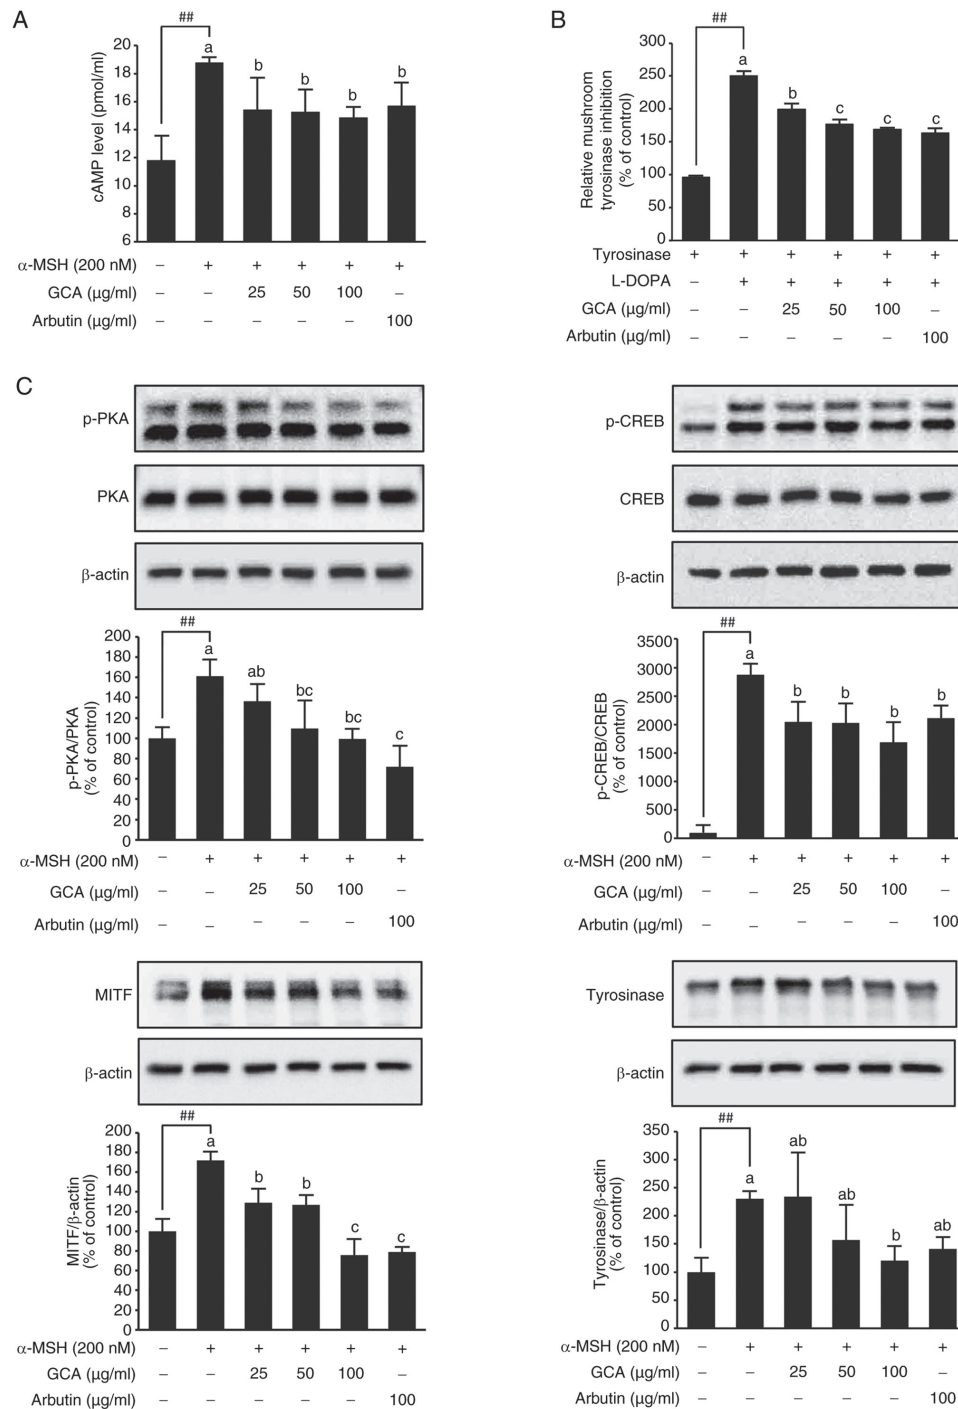 A
##
cAMP level (pmol/ml)
20
18
16
14
12
10
8
6
a
b
b
b
b
α-MSH (200 nM) – + + + + +
GCA (µg/ml) – – 25 50 100 –
Arbutin (µg/ml) – – – – – 100
B
##
Relative mushroom
tyrosinase inhibition
(% of control)
300
250
200
150
100
50
0
a
b
c
c
c
Tyrosinase + + + + + +
L-DOPA – + + + + +
GCA (µg/ml) – – 25 50 100 –
Arbutin (µg/ml) – – – – – 100
C
p-PKA
PKA
β-actin
##
p-PKA/PKA
(% of control)
200
180
160
140
120
100
80
60
40
20
0
a
ab
bc
bc
c
α-MSH (200 nM) – + + + + +
GCA (µg/ml) – – 25 50 100 –
Arbutin (µg/ml) – – – – – 100
p-CREB
CREB
β-actin
##
p-CREB/CREB
(% of control)
3500
3000
2500
2000
1500
1000
500
0
a
b
b
b
b
α-MSH (200 nM) – + + + + +
GCA (µg/ml) – – 25 50 100 –
Arbutin (µg/ml) – – – – – 100
MITF
β-actin
##
MITF/β-actin
(% of control)
200
180
160
140
120
100
80
60
40
20
0
a
b
b
c
c
α-MSH (200 nM) – + + + + +
GCA (µg/ml) – – 25 50 100 –
Arbutin (µg/ml) – – – – – 100
Tyrosinase
β-actin
##
Tyrosinase/β-actin
(% of control)
350
300
250
200
150
100
50
0
a
ab
ab
b
ab
α-MSH (200 nM) – + + + + +
GCA (µg/ml) – – 25 50 100 –
Arbutin (µg/ml) – – – – – 100